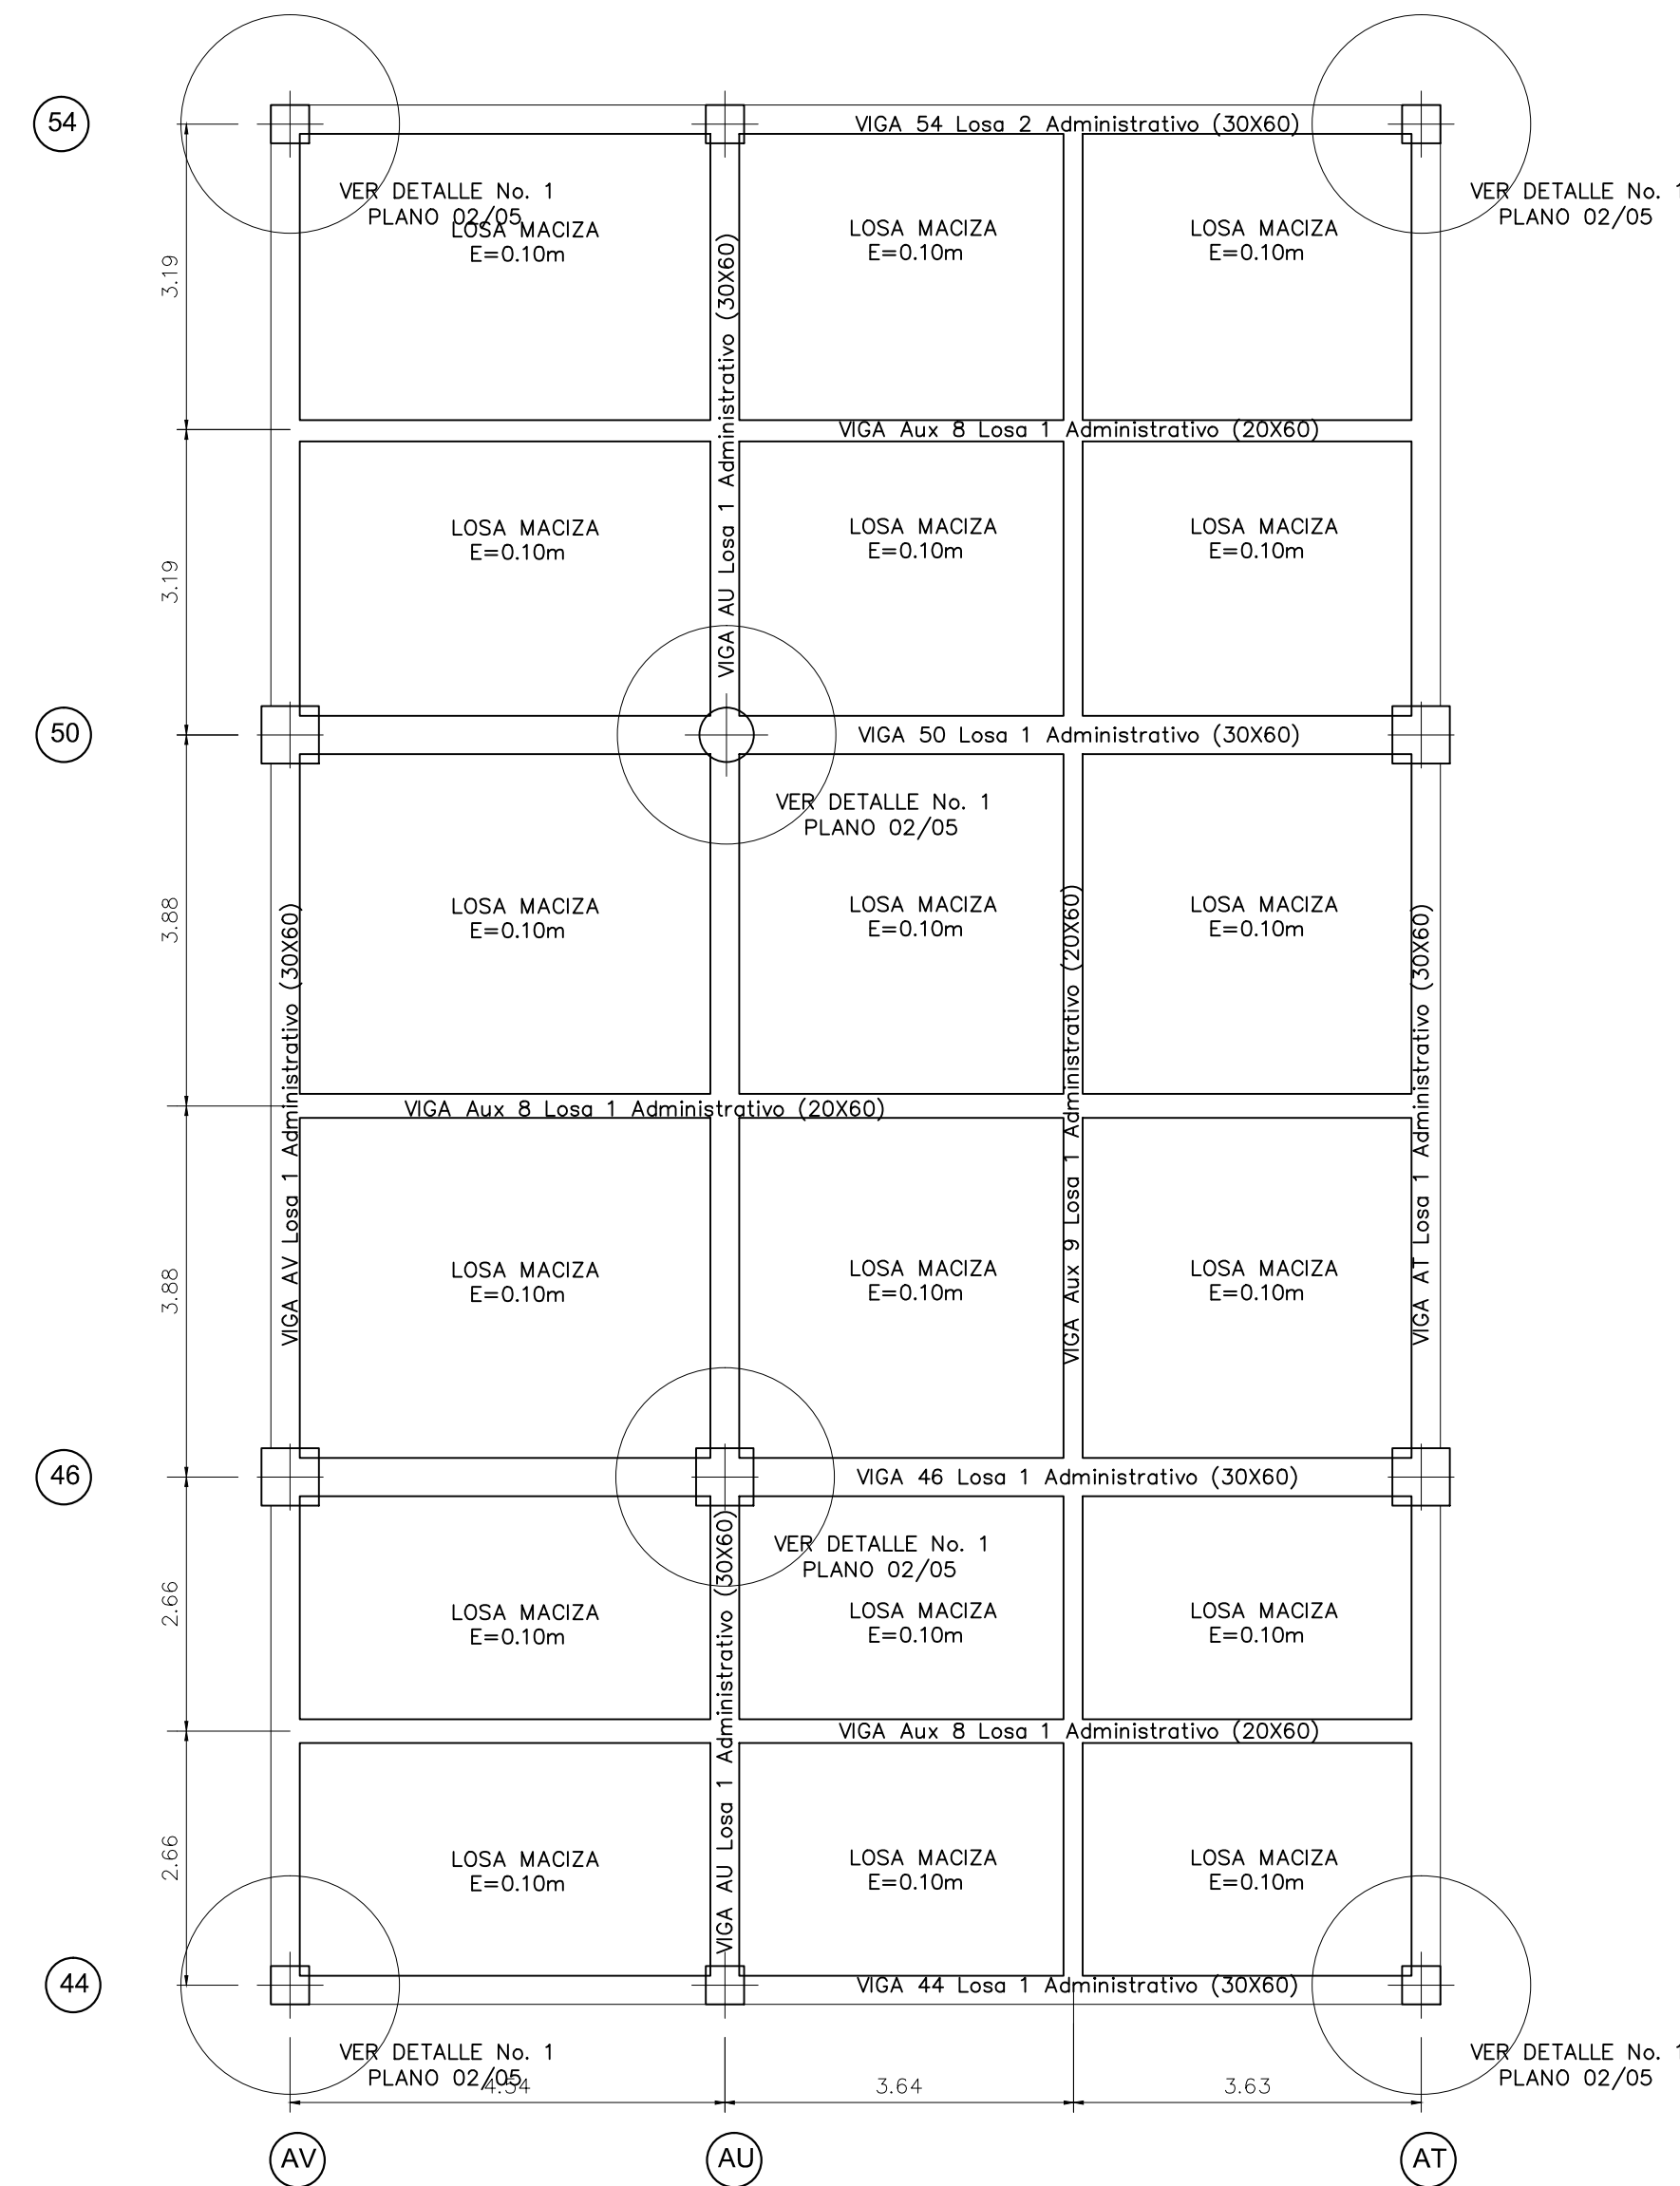 54
VIGA 54 Losa 2 Administrativo (30X60)
VER DETALLE No. 1
PLANO 02/05
VER DETALLE No. 1
PLANO 02/05
LOSA MACIZA
E=0.10m
LOSA MACIZA
E=0.10m
LOSA MACIZA
E=0.10m
3.19
VIGA AU Losa 1 Administrativo (30X60)
VIGA Aux 8 Losa 1 Administrativo (20X60)
LOSA MACIZA
E=0.10m
LOSA MACIZA
E=0.10m
LOSA MACIZA
E=0.10m
3.19
50
VIGA 50 Losa 1 Administrativo (30X60)
VER DETALLE No. 1
PLANO 02/05
LOSA MACIZA
E=0.10m
LOSA MACIZA
E=0.10m
LOSA MACIZA
E=0.10m
3.88
VIGA AV Losa 1 Administrativo (30X60)
VIGA Aux 9 Losa 1 Administrativo (20X60)
VIGA AT Losa 1 Administrativo (30X60)
VIGA Aux 8 Losa 1 Administrativo (20X60)
LOSA MACIZA
E=0.10m
LOSA MACIZA
E=0.10m
LOSA MACIZA
E=0.10m
3.88
46
VIGA 46 Losa 1 Administrativo (30X60)
VER DETALLE No. 1
PLANO 02/05
LOSA MACIZA
E=0.10m
LOSA MACIZA
E=0.10m
LOSA MACIZA
E=0.10m
2.66
VIGA AU Losa 1 Administrativo (30X60)
VIGA Aux 8 Losa 1 Administrativo (20X60)
LOSA MACIZA
E=0.10m
LOSA MACIZA
E=0.10m
LOSA MACIZA
E=0.10m
2.66
44
VIGA 44 Losa 1 Administrativo (30X60)
VER DETALLE No. 1
PLANO 02/05
VER DETALLE No. 1
PLANO 02/05
4.54
3.64
3.63
AV
AU
AT